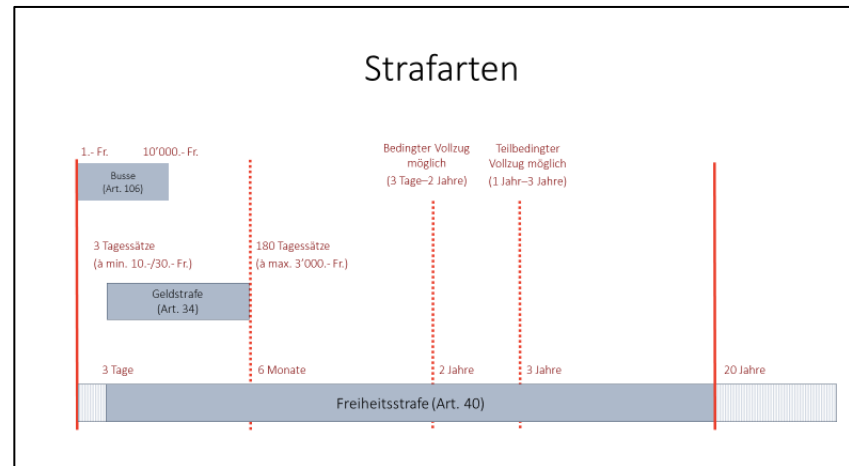 Strafarten
1.- Fr.
10’000.- Fr.
Busse
(Art. 106)
Bedingter Vollzug
möglich
(3 Tage–2 Jahre)
Teilbedingter
Vollzug möglich
(1 Jahr–3 Jahre)
3 Tagessätze
(à min. 10.-/30.- Fr.)
180 Tagessätze
(à max. 3’000.- Fr.)
Geldstrafe
(Art. 34)
3 Tage
6 Monate
2 Jahre
3 Jahre
20 Jahre
Freiheitsstrafe (Art. 40)